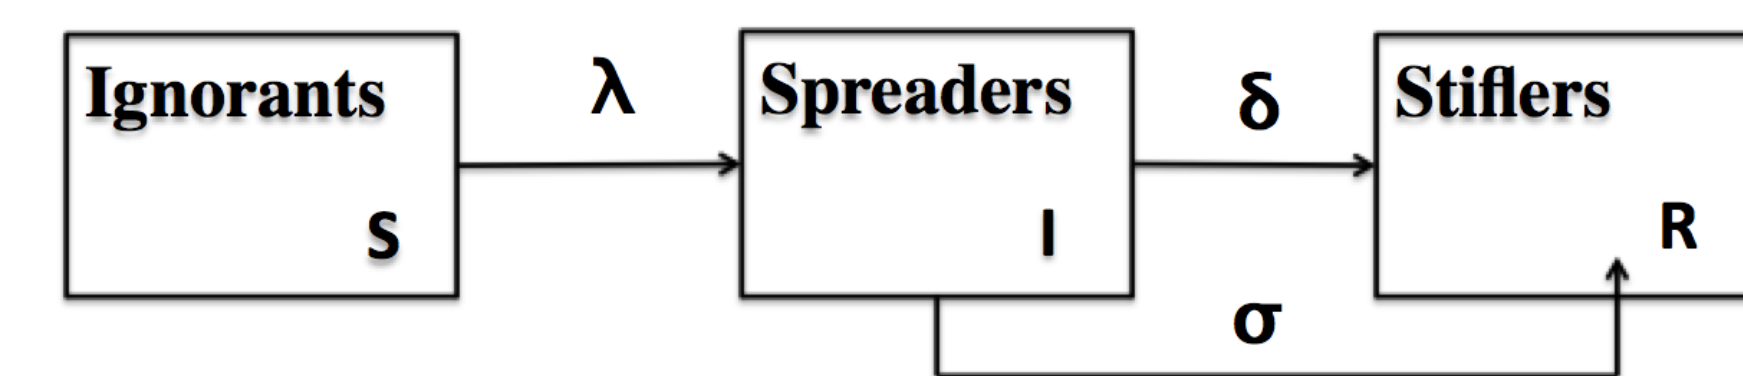 Ignorants
S
λ
Spreaders
I
δ
σ
Stiflers
R